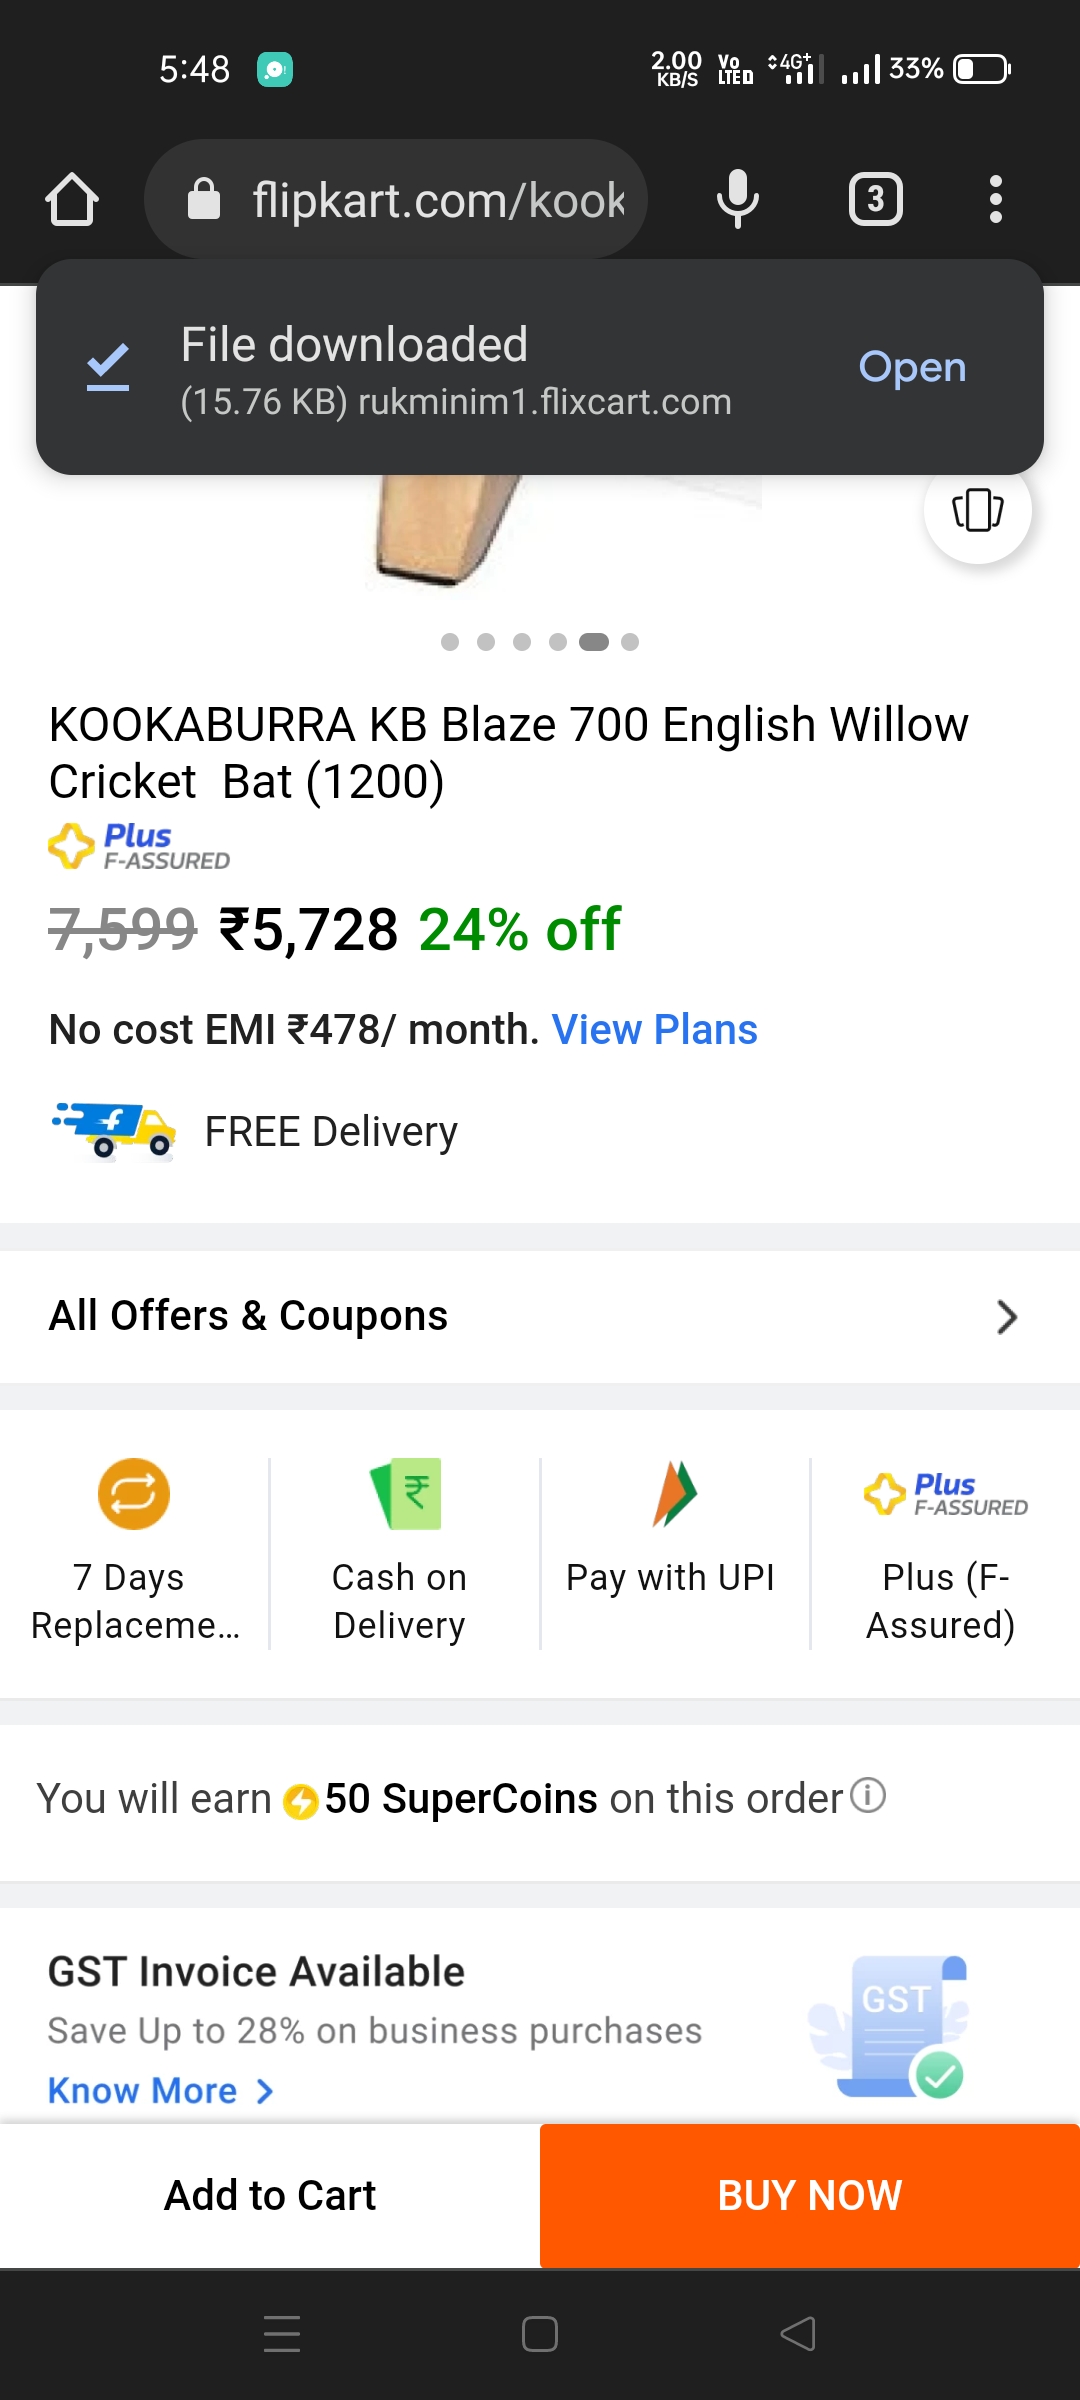 5:48
2.00 KB/S Vo LTE 4G+ 33%
flipkart.com/kook
3
File downloaded
(15.76 KB) rukminim1.flixcart.com
Open
KOOKABURRA KB Blaze 700 English Willow
Cricket Bat (1200)
Plus
F-ASSURED
7,599 ₹5,728 24% off
No cost EMI ₹478/ month. View Plans
FREE Delivery
All Offers & Coupons
7 Days
Replaceme...
₹
Cash on
Delivery
Pay with UPI
Plus
F-ASSURED
Plus (F-
Assured)
You will earn 50 SuperCoins on this order
GST Invoice Available
Save Up to 28% on business purchases
Know More
GST
Add to Cart
BUY NOW